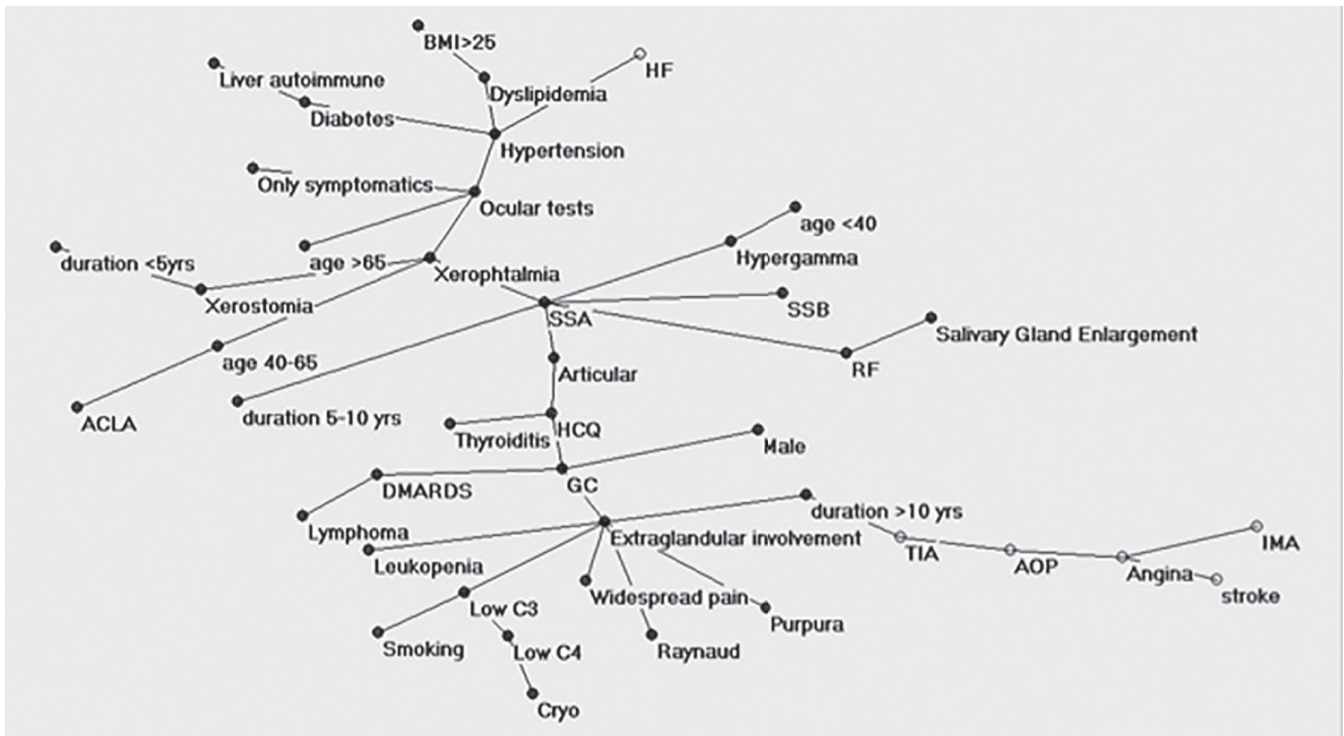 BMI>25
HF
Liver autoimmune
Dyslipidemia
Diabetes
Hypertension
Only symptomatics
Ocular tests
age <40
duration <5yrs
age >65
Xerophtalmia
Hypergamma
Xerostomia
SSA
SSB
Salivary Gland Enlargement
age 40-65
Articular
RF
ACLA
duration 5-10 yrs
Thyroiditis
HCQ
Male
DMARDS
GC
duration >10 yrs
Lymphoma
Extraglandular involvement
TIA
IMA
Leukopenia
AOP
Angina
Widespread pain
stroke
Low C3
Purpura
Smoking
Low C4
Raynaud
Cryo